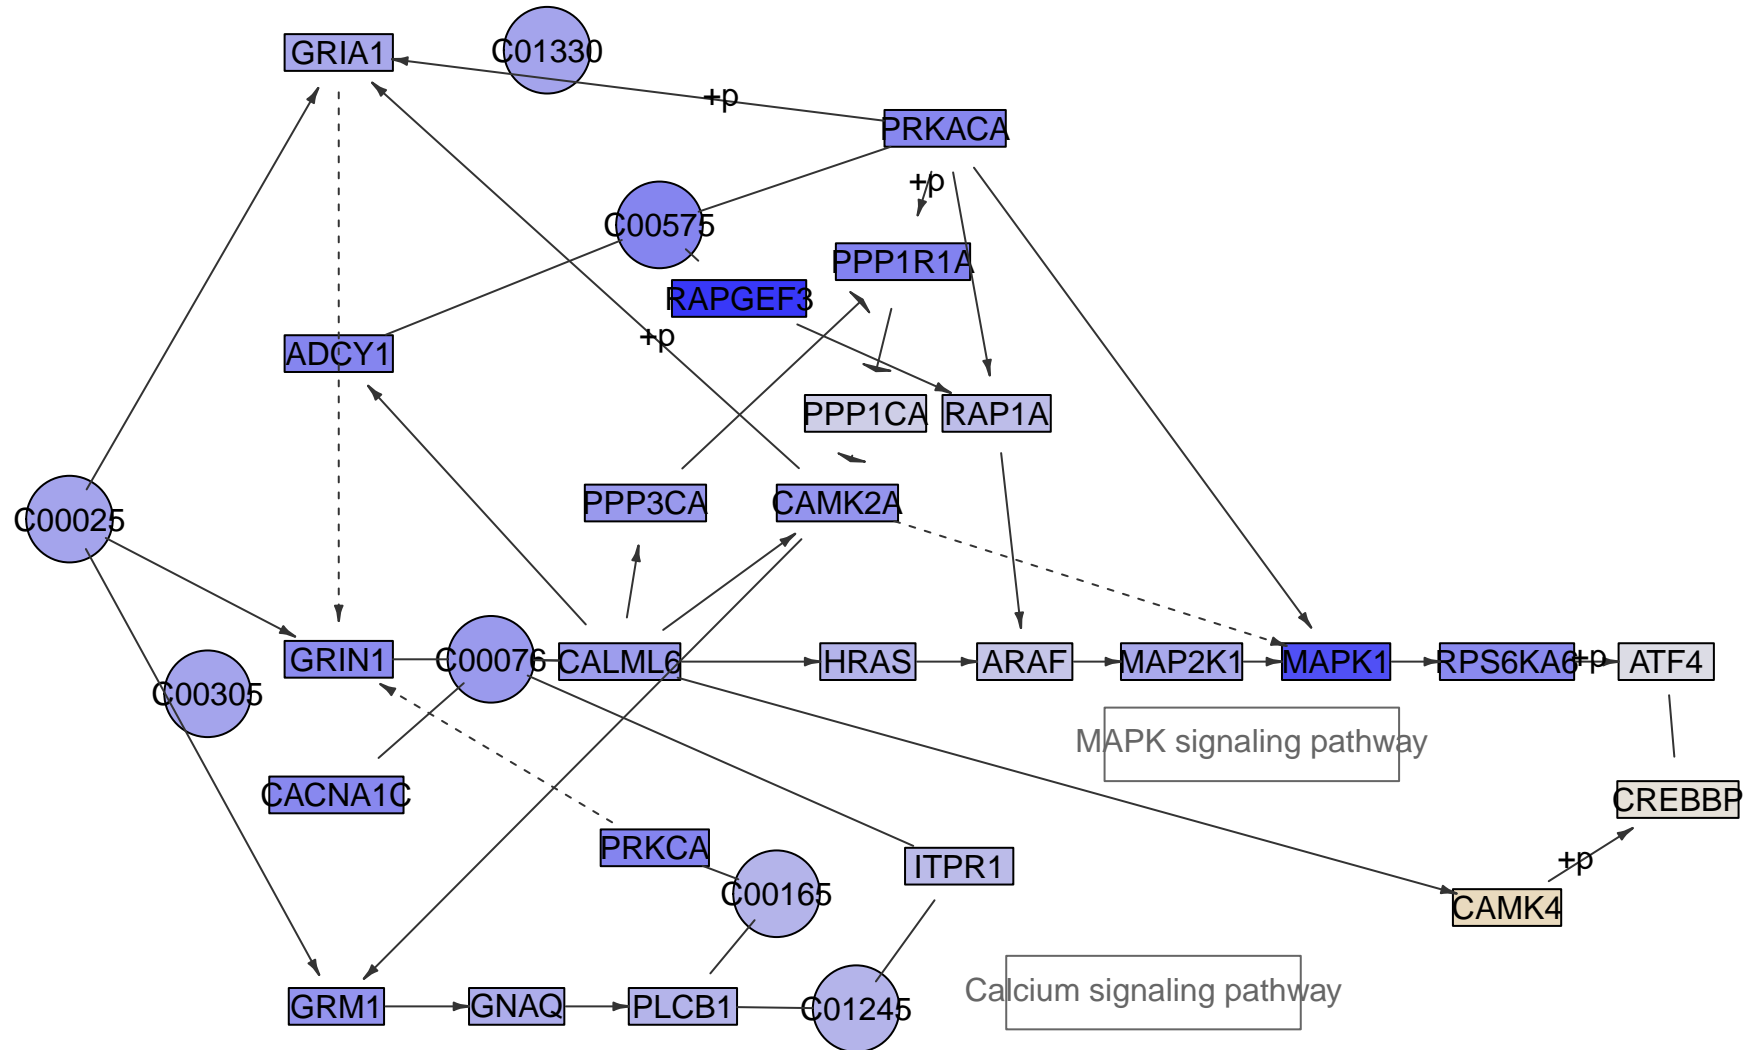 GRIA1
C01330
+p
PRKACA
+p
C00575
PPP1R1A
RAPGEF3
+p
ADCY1
PPP1CA
RAP1A
PPP3CA
CAMK2A
C00025
GRIN1
C00076
CALML6
HRAS
ARAF
MAP2K1
MAPK1
RPS6KA6
+p
ATF4
C00305
MAPK signaling pathway
CACNA1C
CREBBP
PRKCA
ITPR1
+p
C00165
CAMK4
Calcium signaling pathway
GRM1
GNAQ
PLCB1
C01245